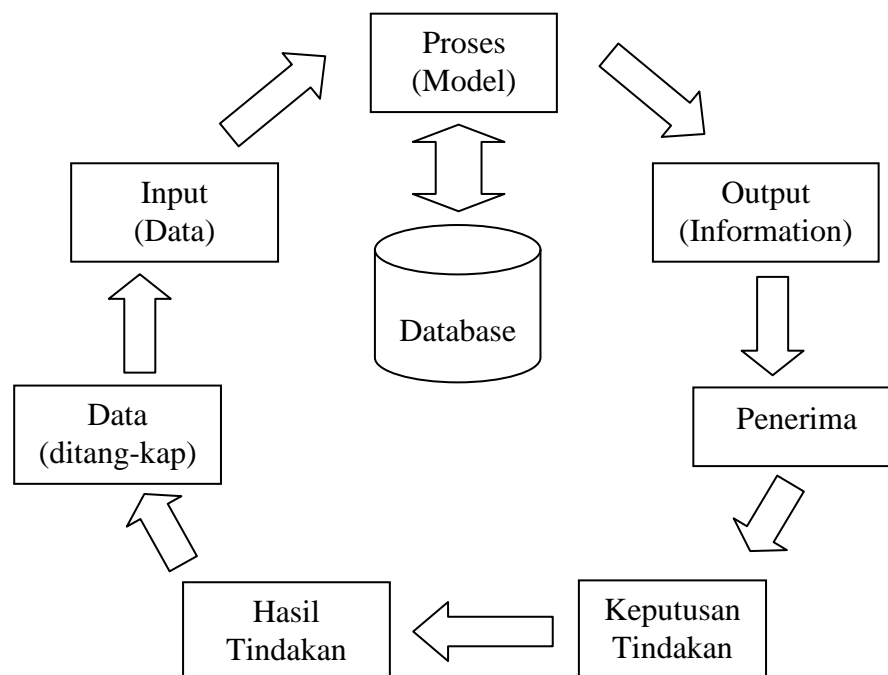 Proses
(Model)
Input
(Data)
Output
(Information)
Database
Data
(ditang-kap)
Penerima
Hasil
Tindakan
Keputusan
Tindakan